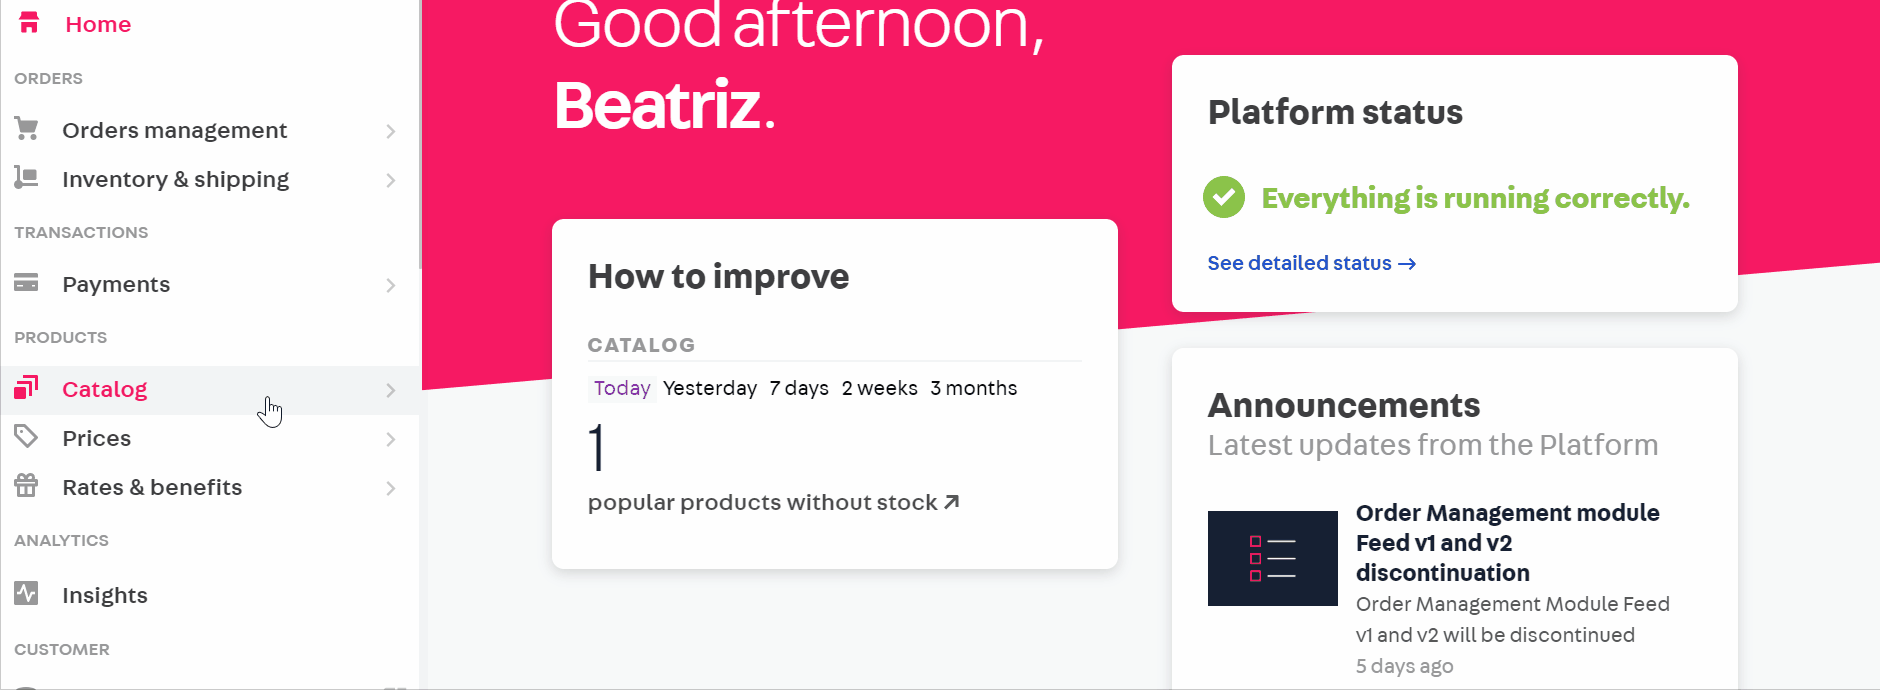 Home
ORDERS
Orders management
Inventory & shipping
TRANSACTIONS
Payments
PRODUCTS
Catalog
Prices
Rates & benefits
ANALYTICS
Insights
CUSTOMER
Good afternoon,
Beatriz.
How to improve
CATALOG
Today Yesterday 7 days 2 weeks 3 months
1
popular products without stock
Platform status
Everything is running correctly.
See detailed status →
Announcements
Latest updates from the Platform
Order Management module
Feed v1 and v2
discontinuation
Order Management Module Feed
v1 and v2 will be discontinued
5 days ago